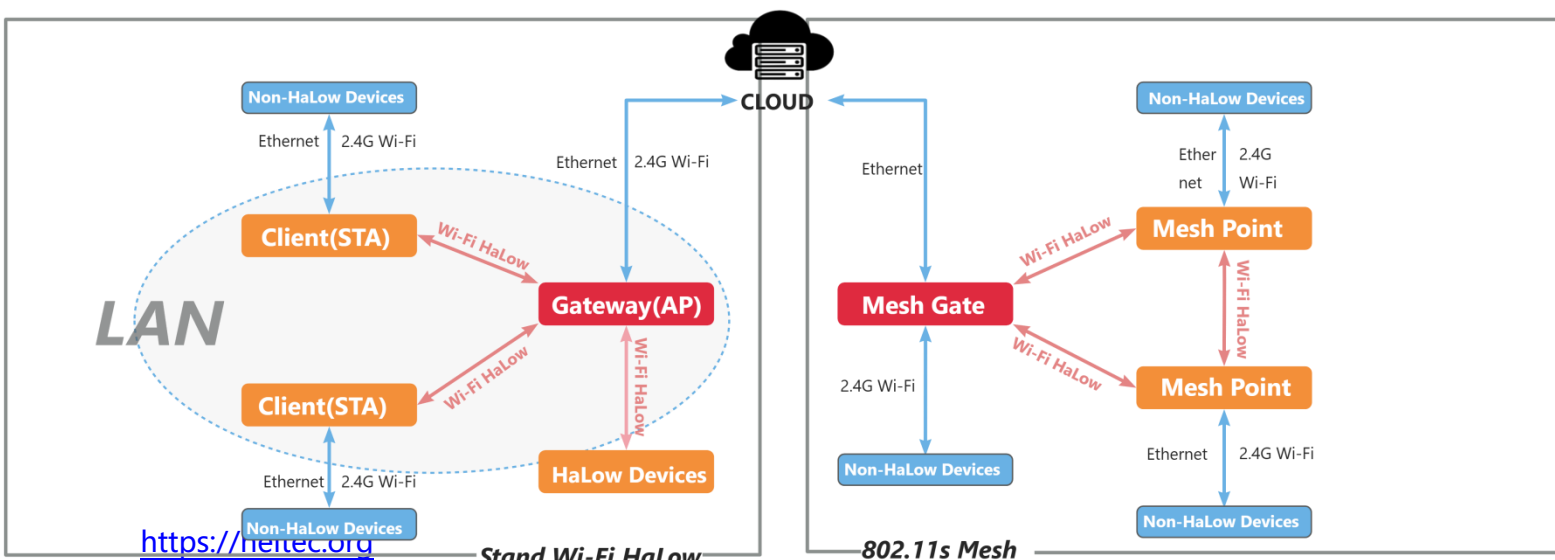 CLOUD
Non-HaLow Devices
Ethernet 2.4G Wi-Fi
Client(STA)
Wi-Fi HaLow
Ethernet 2.4G Wi-Fi
LAN
Gateway(AP)
Wi-Fi HaLow
Wi-Fi HaLow
Client(STA)
HaLow Devices
Ethernet 2.4G Wi-Fi
Non-HaLow Devices
https://heltec.org
Stand Wi-Fi HaLow
Ethernet
Non-HaLow Devices
Ether 2.4G
net Wi-Fi
Mesh Point
Wi-Fi HaLow
Mesh Gate
Wi-Fi HaLow
Wi-Fi HaLow
2.4G Wi-Fi
Mesh Point
Non-HaLow Devices
Ethernet 2.4G Wi-Fi
Non-HaLow Devices
802.11s Mesh